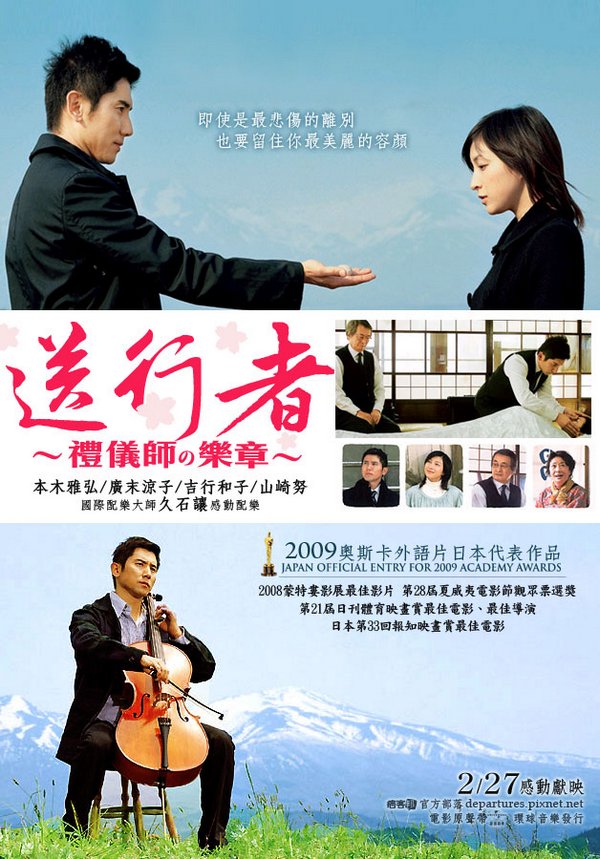 即使是最悲傷的離別
也要留住你最美麗的容顏
送行者
～禮儀師の樂章～
本木雅弘/廣末涼子/吉行和子/山崎努
國際配樂大師久石讓感動配樂
2009奧斯卡外語片日本代表作品
JAPAN OFFICIAL ENTRY FOR 2009 ACADEMY AWARDS
2008蒙特婁影展最佳影片 第28屆夏威夷電影節觀眾票選獎
第21屆日刊體育映畫賞最佳電影、最佳導演
日本第33回報知映畫賞最佳電影
2/27感動獻映
痞客邦 官方部落 departures.pixnet.net
電影原聲帶 環球音樂發行